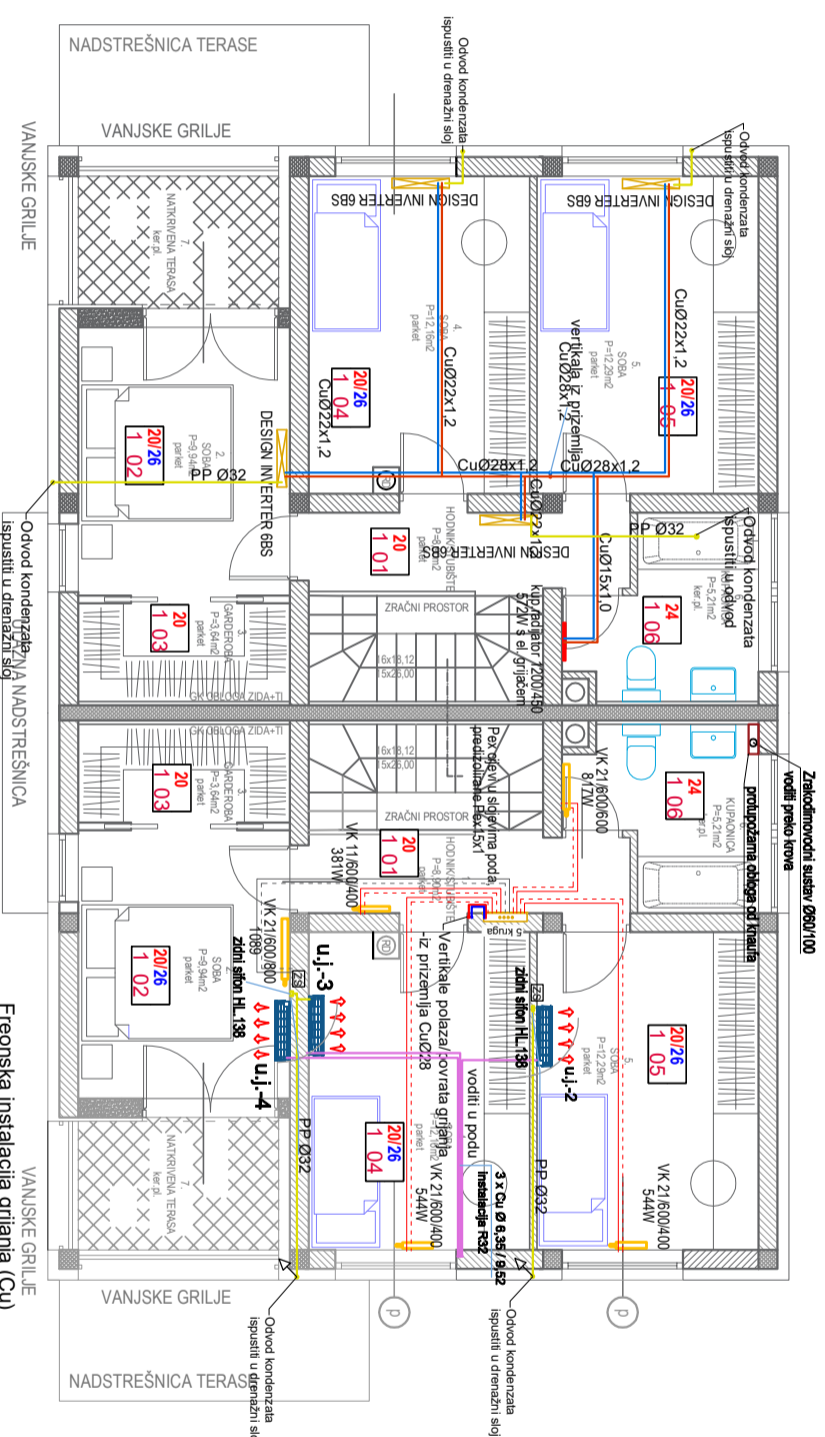 NADSTREŠNICA TERASE
VANJSKE GRILJE
VANJSKE GRILJE
Odvod kondenzata
ispustiti u drenažni sloj
Odvod kondenzata
ispustiti u drenažni sloj
7.
NATKRIVENA TERASA
ker.pl.
DESIGN INVERTER 6BS
DESIGN INVERTER 6BS
4.
SOBA
P=12,16m2
parket
20/26
1 04
CuØ22x1,2
CuØ22x1,2
5.
SOBA
P=12,29m2
parket
20/26
1 05
CuØ22x1,2
vertikala iz prizemlja
CuØ28x1,2
CuØ28x1,2
CuØ28x1,2
DESIGN INVERTER 6BS
2.
SOBA
P=9,94m2
parket
20/26
1 02
PP Ø32
RD
HODNIK/STUBIŠTE
20
1 01
DESIGN INVERTER 6BS
CuØ15x1,0
PP Ø32
Odvod kondenzata
ispustiti u odvod
P=5,21m2
ker.pl.
24
1 06
kup.radijator 1200/450
572W s el. grijačem
Odvod kondenzata
ispustiti u drenažni sloj
3.
GARDEROBA
P=3,64m2
parket
20
1 03
GK OBLOGA ZIDA+TI
ZRAČNI PROSTOR
16x18,12
15x26,00
GK OBLOGA ZIDA+TI
3.
GARDEROBA
P=3,64m2
parket
20
1 03
16x18,12
15x26,00
ZRAČNI PROSTOR
Pex cijevi u slojevima poda,
predizolirane Pex15x1
VK 21/600/600
817W
KUPAONICA
P=5,21m2
ker.pl.
24
1 06
Zrakodimovodni sustav Ø60/100
voditi preko krova
protupožarna obloga od knaufa
VK 11/600/400
381W
20
1 01
HODNIK/STUBIŠTE
P=8,90m2
5 kruga
VK 21/600/800
1089
zidni sifon HL 138
2.
SOBA
P=9,94m2
parket
20/26
1 02
RD
ZS
u.j.-3
u.j.-4
Vertikale polaza/povrata grijanja
-iz prizemlja CuØ28
zidni sifon HL 138
ZS
u.j.-2
5.
SOBA
P=12,29m2
parket
20/26
1 05
voditi u podu
PP Ø32
parket
20/26
1 04
VK 21/600/400
544W
3 x Cu Ø 6,35 / 9,52
instalacija R32
PP Ø32
VK 21/600/400
544W
7.
NATKRIVENA TERASA
ker.pl.
VANJSKE GRILJE
VANJSKE GRILJE
NADSTREŠNICA TERASE
p
p
Odvod kondenzata
Odvod kondenzata
ispustiti u drenažni sloj
Freonska instalacija grijanja (Cu)